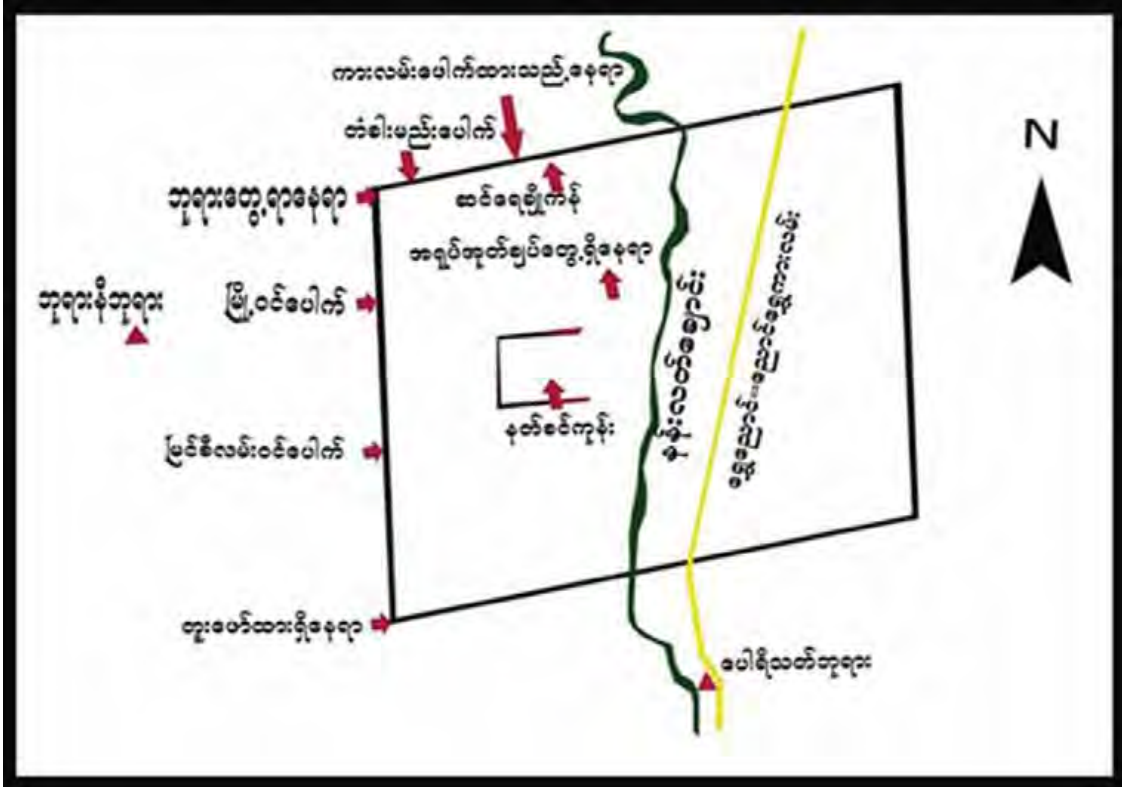 ကားလမ်းပေါက်ထားသည့်နေရာ
တံခါးမည်းပေါက်
N
ဘုရားတွေ့ရာနေရာ
ဆင်ရေချိုကန်
အရုပ်အုတ်ချပ်တွေ့ရှိနေရာ
ဘုရားနီဘုရား
မြို့ဝင်ပေါက်
မြင်စီလမ်းဝင်ပေါက်
နတ်စင်ကုန်း
တူးဖော်ထားရှိနေရာ
ပေါရိသတ်ဘုရား